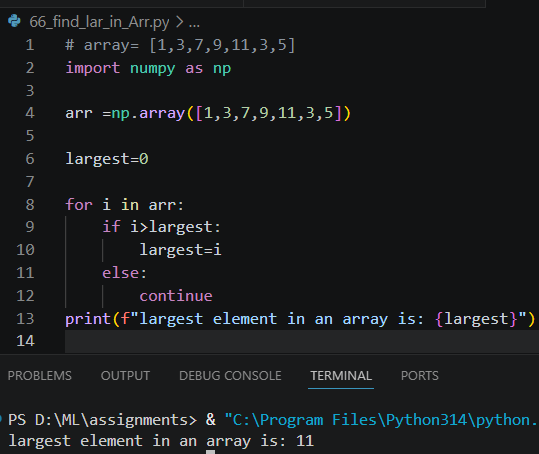 66_find_lar_in_Arr.py > ...
1 # array= [1,3,7,9,11,3,5]
2 import numpy as np
3
4 arr =np.array([1,3,7,9,11,3,5])
5
6 largest=0
7
8 for i in arr:
9     if i>largest:
10         largest=i
11     else:
12         continue
13 print(f"largest element in an array is: {largest}")
14
PROBLEMS OUTPUT DEBUG CONSOLE TERMINAL PORTS
PS D:\ML\assignments> & "C:\Program Files\Python314\python.
largest element in an array is: 11